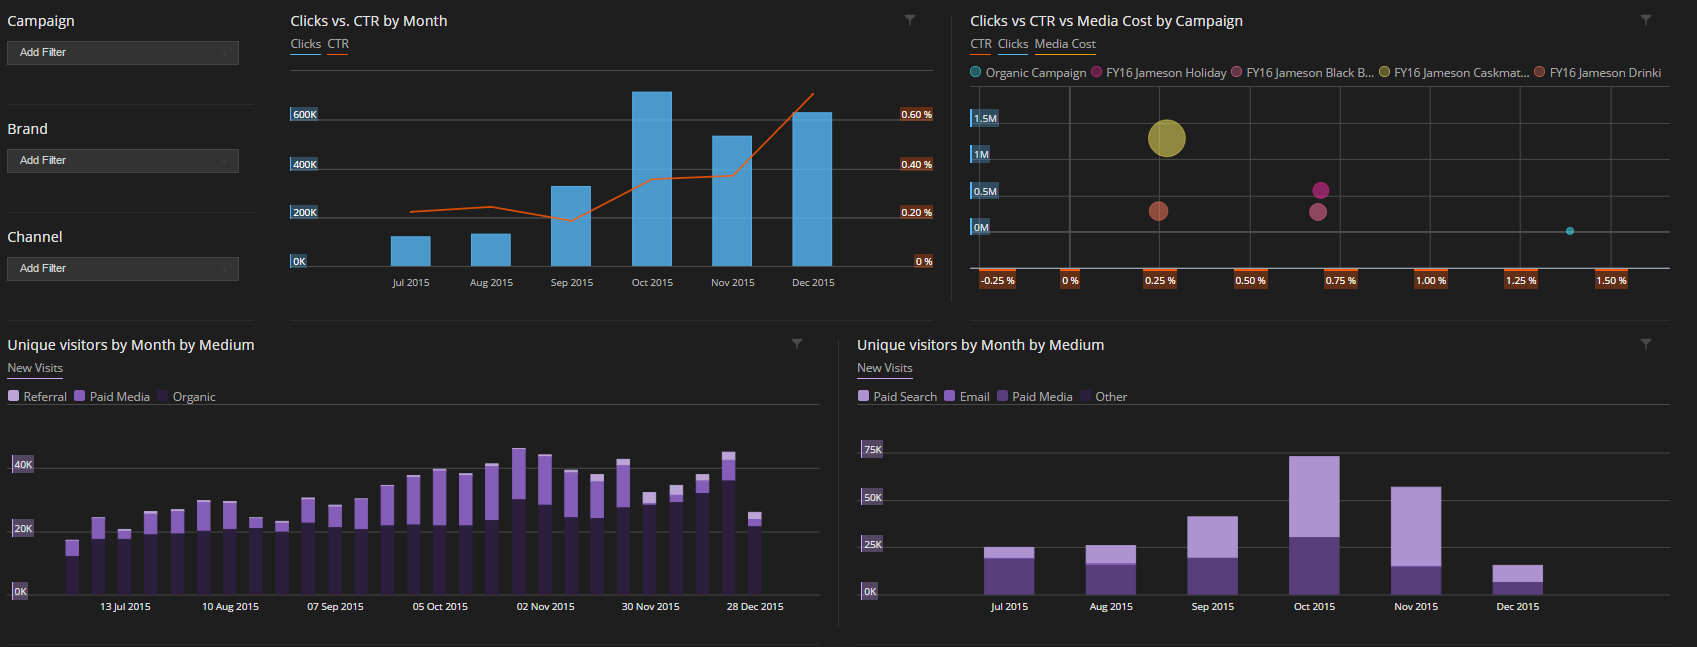 Campaign
Add Filter
Brand
Add Filter
Channel
Add Filter
Clicks vs. CTR by Month
Clicks CTR
600K
400K
200K
0K
0.60 %
0.40 %
0.20 %
0 %
Jul 2015 Aug 2015 Sep 2015 Oct 2015 Nov 2015 Dec 2015
Clicks vs CTR vs Media Cost by Campaign
CTR Clicks Media Cost
Organic Campaign FY16 Jameson Holiday FY16 Jameson Black B... FY16 Jameson Caskmat... FY16 Jameson Drinki
1.5M
1M
0.5M
0M
-0.25 % 0 % 0.25 % 0.50 % 0.75 % 1.00 % 1.25 % 1.50 %
Unique visitors by Month by Medium
New Visits
Referral Paid Media Organic
40K
20K
0K
13 Jul 2015 10 Aug 2015 07 Sep 2015 05 Oct 2015 02 Nov 2015 30 Nov 2015 28 Dec 2015
Unique visitors by Month by Medium
New Visits
Paid Search Email Paid Media Other
75K
50K
25K
0K
Jul 2015 Aug 2015 Sep 2015 Oct 2015 Nov 2015 Dec 2015